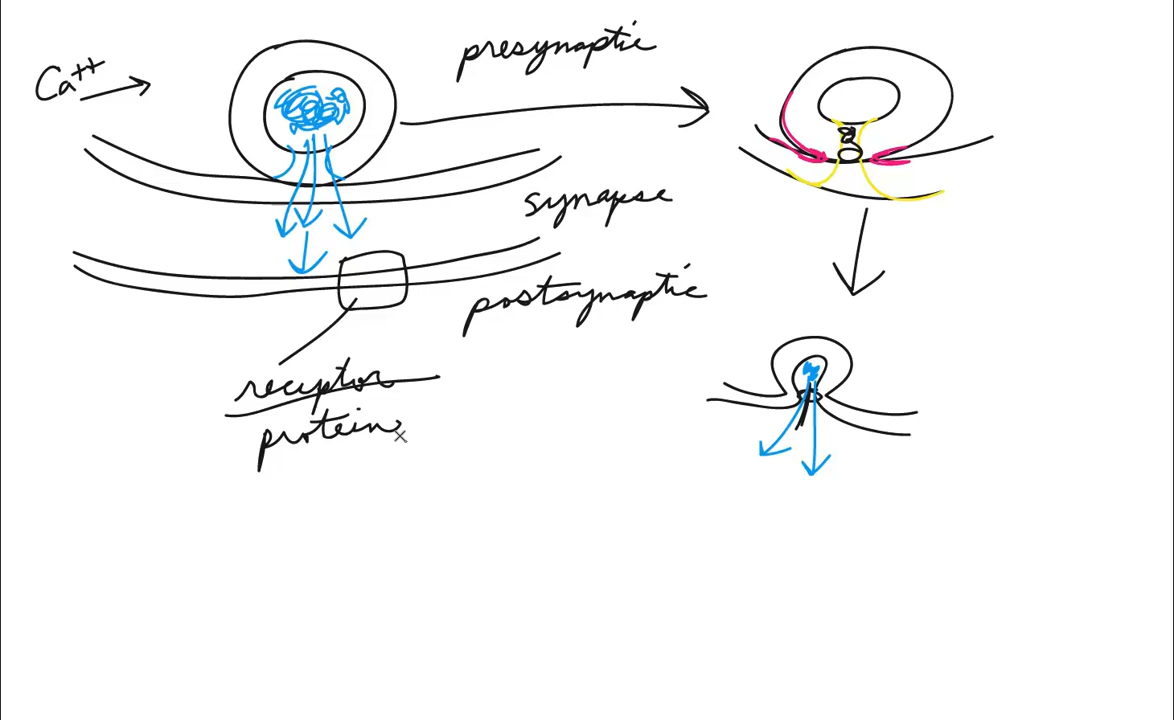 Ca++
presynaptic
synapse
postsynaptic
receptor
proteins